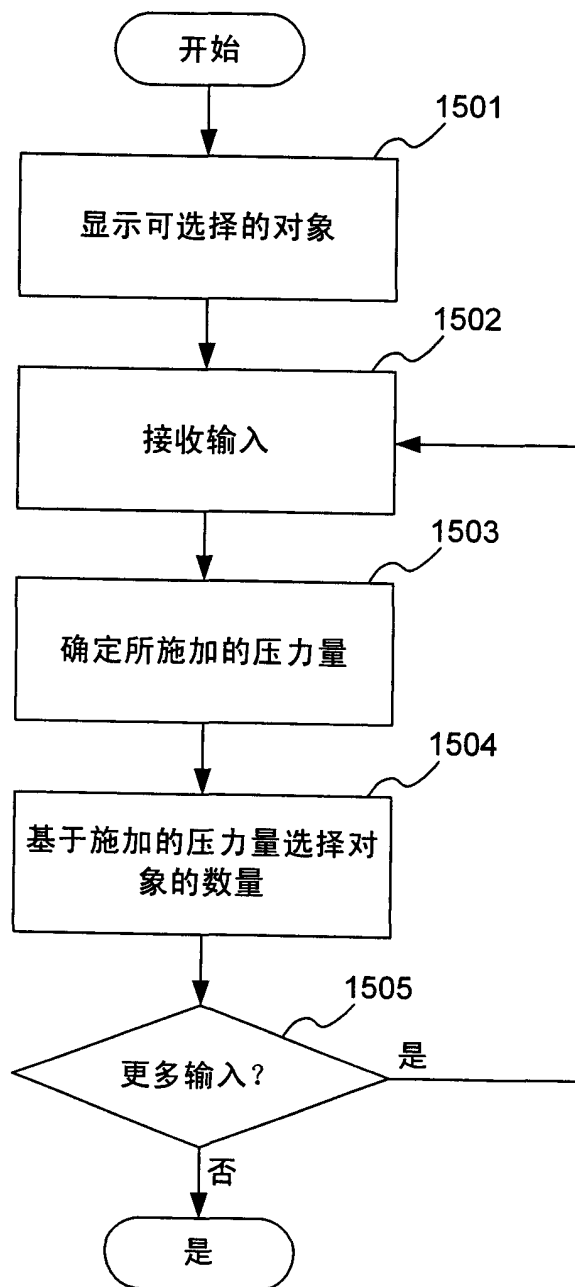 开始
1501
显示可选择的对象
1502
接收输入
1503
确定所施加的压力量
1504
基于施加的压力量选择对
象的数量
1505
更多输入?
是
否
是